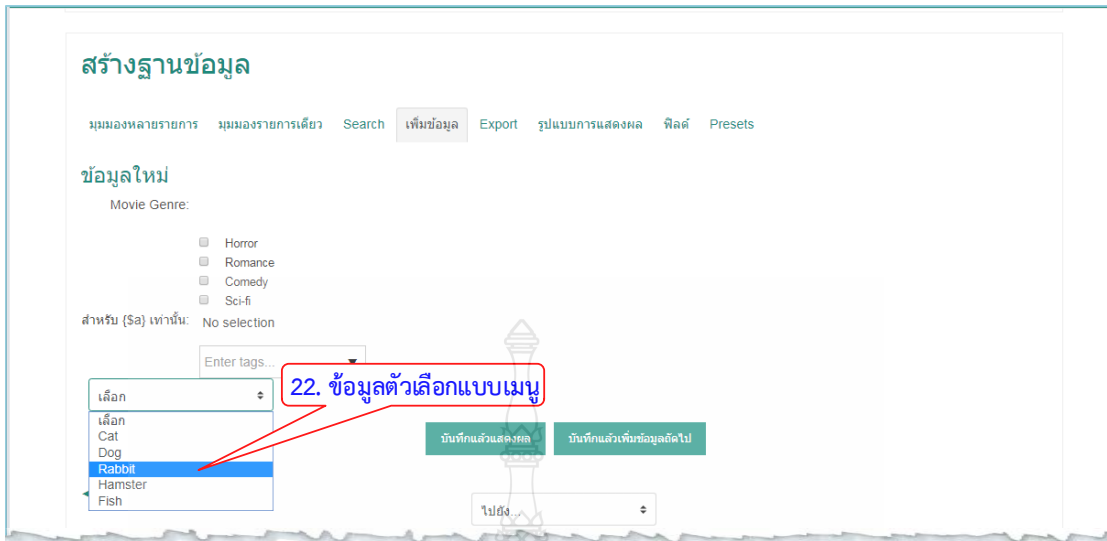 สร้างฐานข้อมูล
มุมมองหลายรายการ มุมมองรายการเดียว Search เพิ่มข้อมูล Export รูปแบบการแสดงผล ฟิลด์ Presets
ข้อมูลใหม่
Movie Genre:
Horror
Romance
Comedy
Sci-fi
สำหรับ {$a} เท่านั้น: No selection
Enter tags...
22. ข้อมูลตัวเลือกแบบเมนู
เลือก
เลือก
Cat
Dog
Rabbit
Hamster
Fish
บันทึกแล้วแสดงผล บันทึกแล้วเพิ่มข้อมูลถัดไป
ไปยัง...